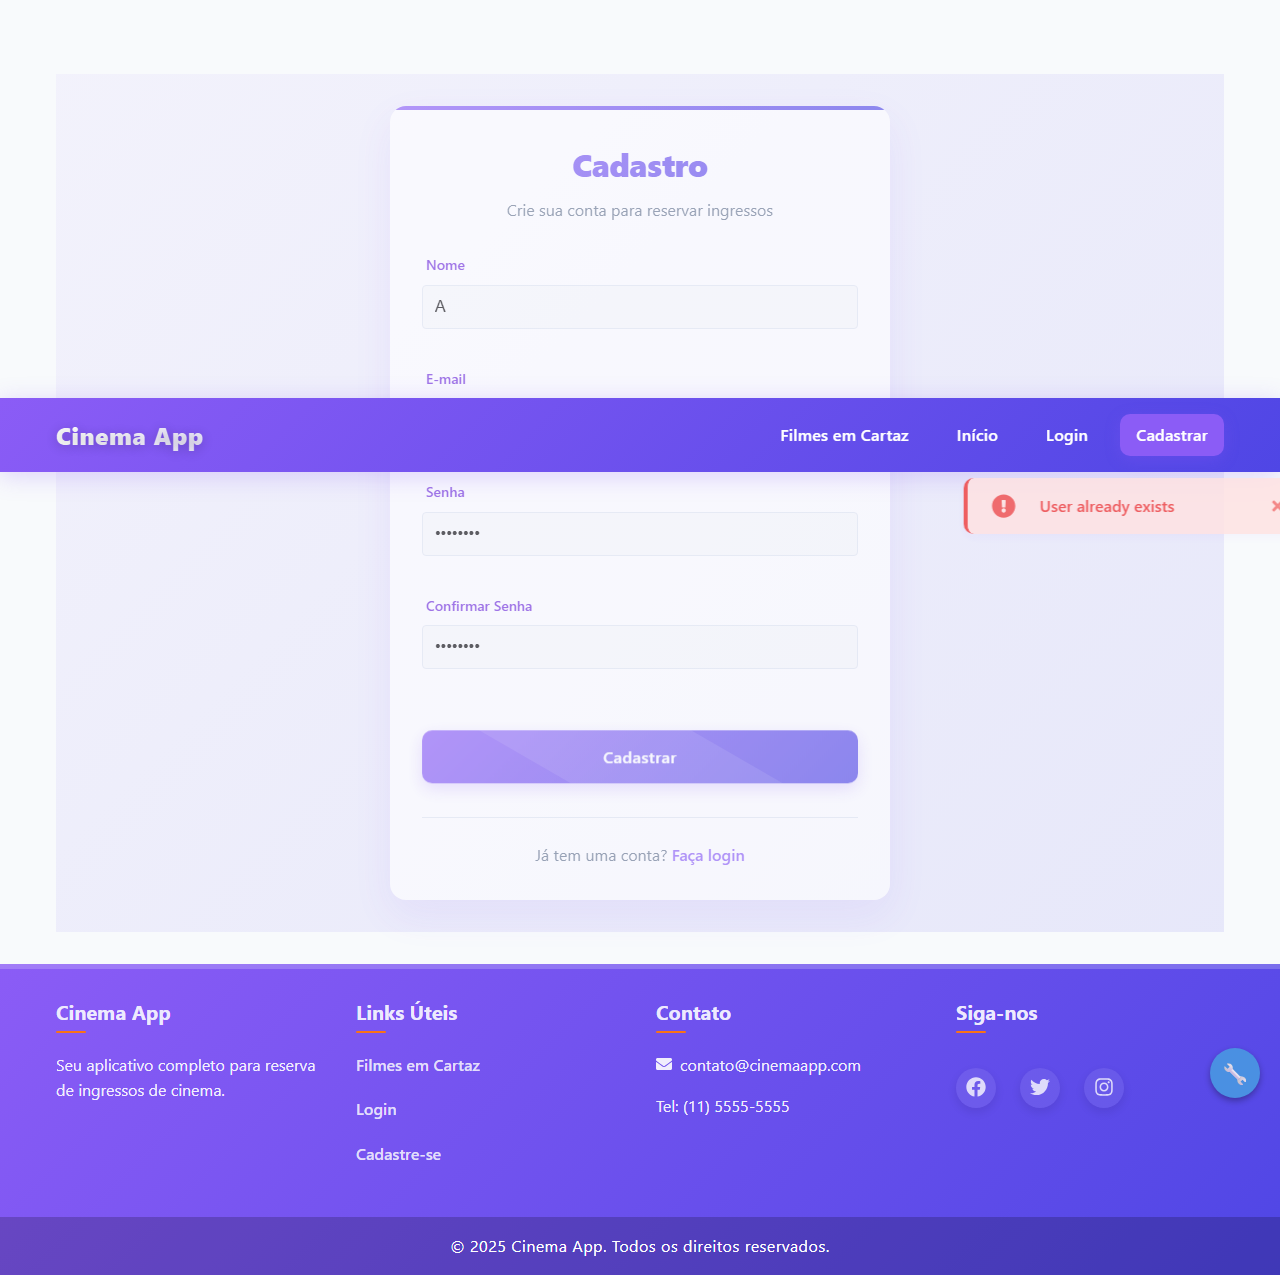 Cadastro
Crie sua conta para reservar ingressos
Nome
A
E-mail
Cinema App
Filmes em Cartaz
Início
Login
Cadastrar
Senha
••••••••
User already exists
Confirmar Senha
••••••••
Cadastrar
Já tem uma conta? Faça login
Cinema App
Seu aplicativo completo para reserva
de ingressos de cinema.
Links Úteis
Filmes em Cartaz
Login
Cadastre-se
Contato
contato@cinemaapp.com
Tel: (11) 5555-5555
Siga-nos
© 2025 Cinema App. Todos os direitos reservados.